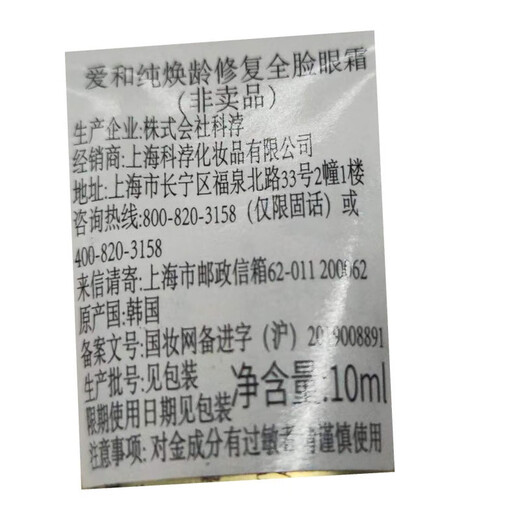 爱和纯焕龄修复全脸眼霜
（非卖品）
生产企业:株式会社科渟
经销商:上海科渟化妆品有限公司
地址:上海市长宁区福泉北路33号2幢1楼
咨询热线:800-820-3158（仅限固话）或
400-820-3158
来信请寄:上海市邮政信箱62-011 200062
原产国:韩国
备案文号:国妆网备进字（沪）2019008891
生产批号:见包装
净含量:10ml
限期使用日期见包装
注意事项:对金成分有过敏者请谨慎使用